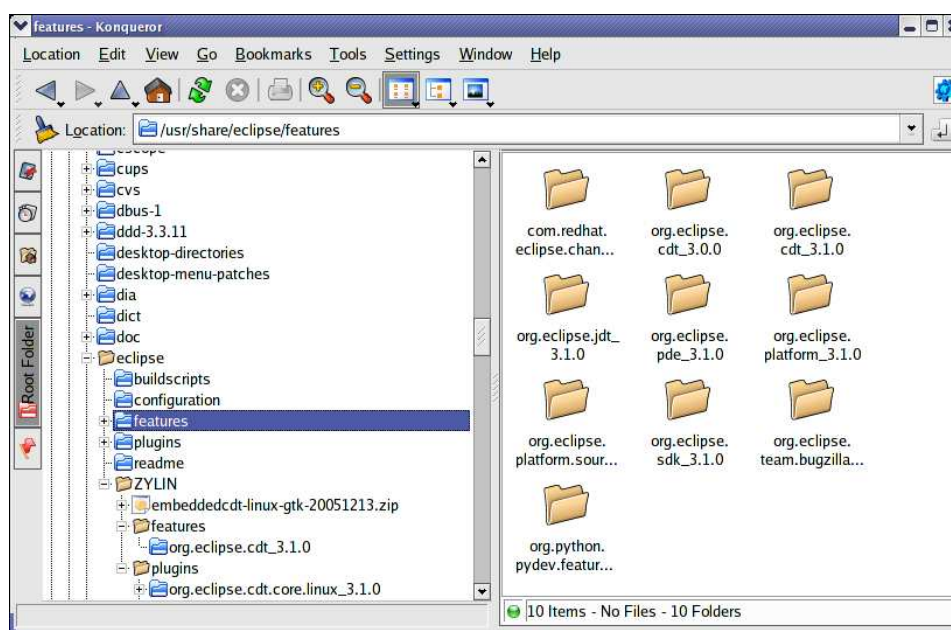 features - Konqueror
Location Edit View Go Bookmarks Tools Settings Window Help
Location: /usr/share/eclipse/features
Root Folder
cups
cvs
dbus-1
ddd-3.3.11
desktop-directories
desktop-menu-patches
dia
dict
doc
eclipse
buildscripts
configuration
features
plugins
readme
ZYLIN
embeddedcdt-linux-gtk-20051213.zip
features
org.eclipse.cdt_3.1.0
plugins
org.eclipse.cdt.core.linux_3.1.0
com.redhat.
eclipse.chan...
org.eclipse.
cdt_3.0.0
org.eclipse.
cdt_3.1.0
org.eclipse.jdt_
3.1.0
org.eclipse.
pde_3.1.0
org.eclipse.
platform_3.1.0
org.eclipse.
platform.sour...
org.eclipse.
sdk_3.1.0
org.eclipse.
team.bugzilla...
org.python.
pydev.featur...
10 Items - No Files - 10 Folders